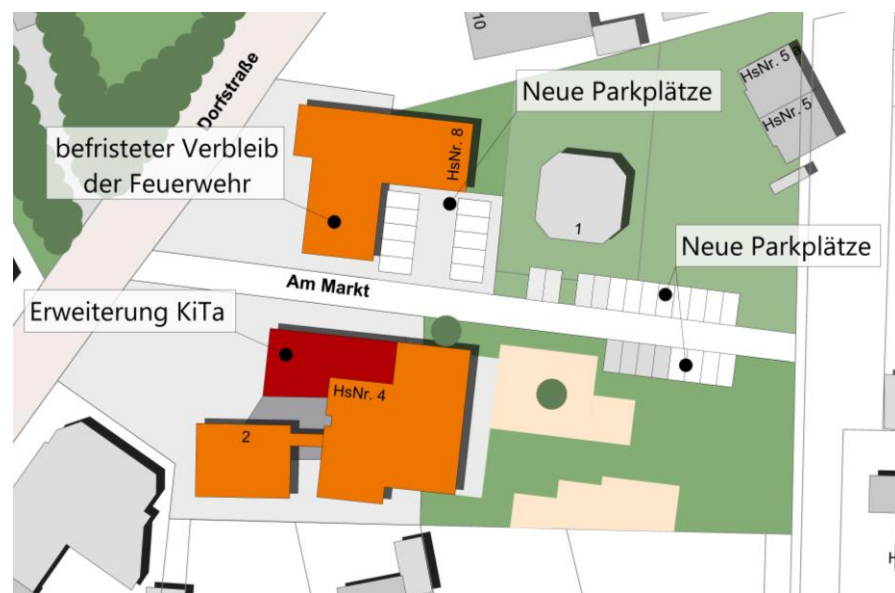 10
HsNr. 5 a
HsNr. 5
Neue Parkplätze
Dorfstraße
befristeter Verbleib
der Feuerwehr
HsNr. 8
1
Neue Parkplätze
Am Markt
Erweiterung KiTa
HsNr. 4
2
H